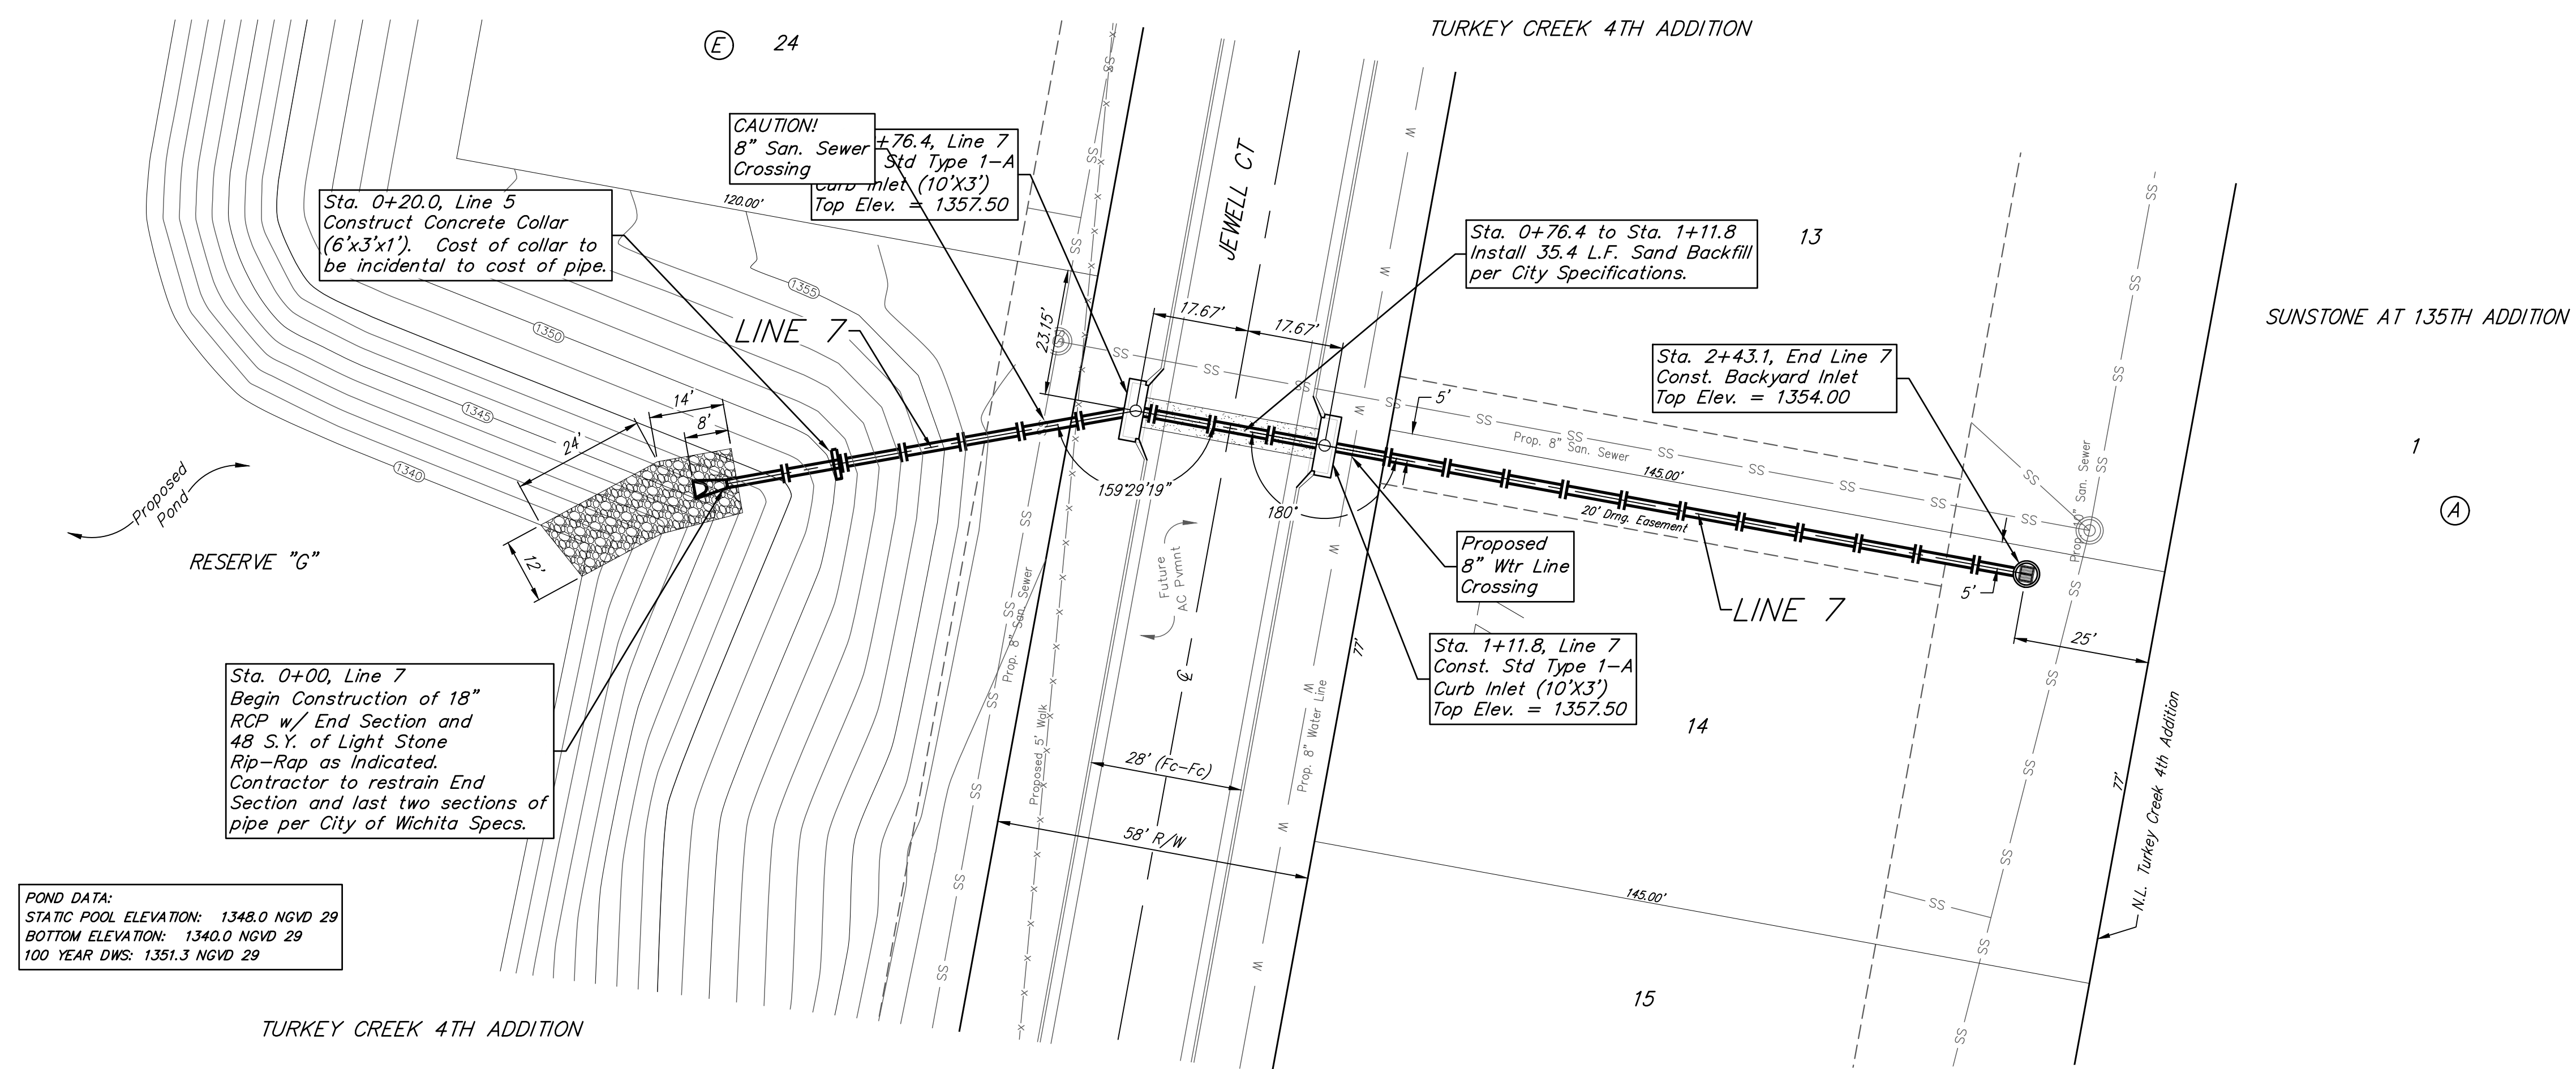 TURKEY CREEK 4TH ADDITION
E
24
CAUTION!
8" San. Sewer
Crossing
+76.4, Line 7
Std Type 1-A
Curb Inlet (10'X3')
Top Elev. = 1357.50
Sta. 0+20.0, Line 5
Construct Concrete Collar
(6'x3'x1'). Cost of collar to
be incidental to cost of pipe.
120.00'
JEWELL CT
Sta. 0+76.4 to Sta. 1+11.8
Install 35.4 L.F. Sand Backfill
per City Specifications.
13
SUNSTONE AT 135TH ADDITION
1355
1350
1345
1340
LINE 7
23.15'
17.67'
17.67'
Sta. 2+43.1, End Line 7
Const. Backyard Inlet
Top Elev. = 1354.00
14'
8'
24'
12'
5'
Prop. 8" San. Sewer
145.00'
20' Drng. Easement
Prop. 10" San. Sewer
1
A
Proposed
Pond
RESERVE "G"
159°29'19"
180°
Future
AC Pvmnt
Proposed
8" Wtr Line
Crossing
LINE 7
5'
25'
Sta. 0+00, Line 7
Begin Construction of 18"
RCP w/ End Section and
48 S.Y. of Light Stone
Rip-Rap as Indicated.
Contractor to restrain End
Section and last two sections of
pipe per City of Wichita Specs.
Prop. 8" San. Sewer
Proposed 5' Walk
℄
77'
Sta. 1+11.8, Line 7
Const. Std Type 1-A
Curb Inlet (10'X3')
Top Elev. = 1357.50
14
Prop. 8" Water Line
28' (Fc-Fc)
58' R/W
77'
N.L. Turkey Creek 4th Addition
145.00'
15
POND DATA:
STATIC POOL ELEVATION: 1348.0 NGVD 29
BOTTOM ELEVATION: 1340.0 NGVD 29
100 YEAR DWS: 1351.3 NGVD 29
TURKEY CREEK 4TH ADDITION